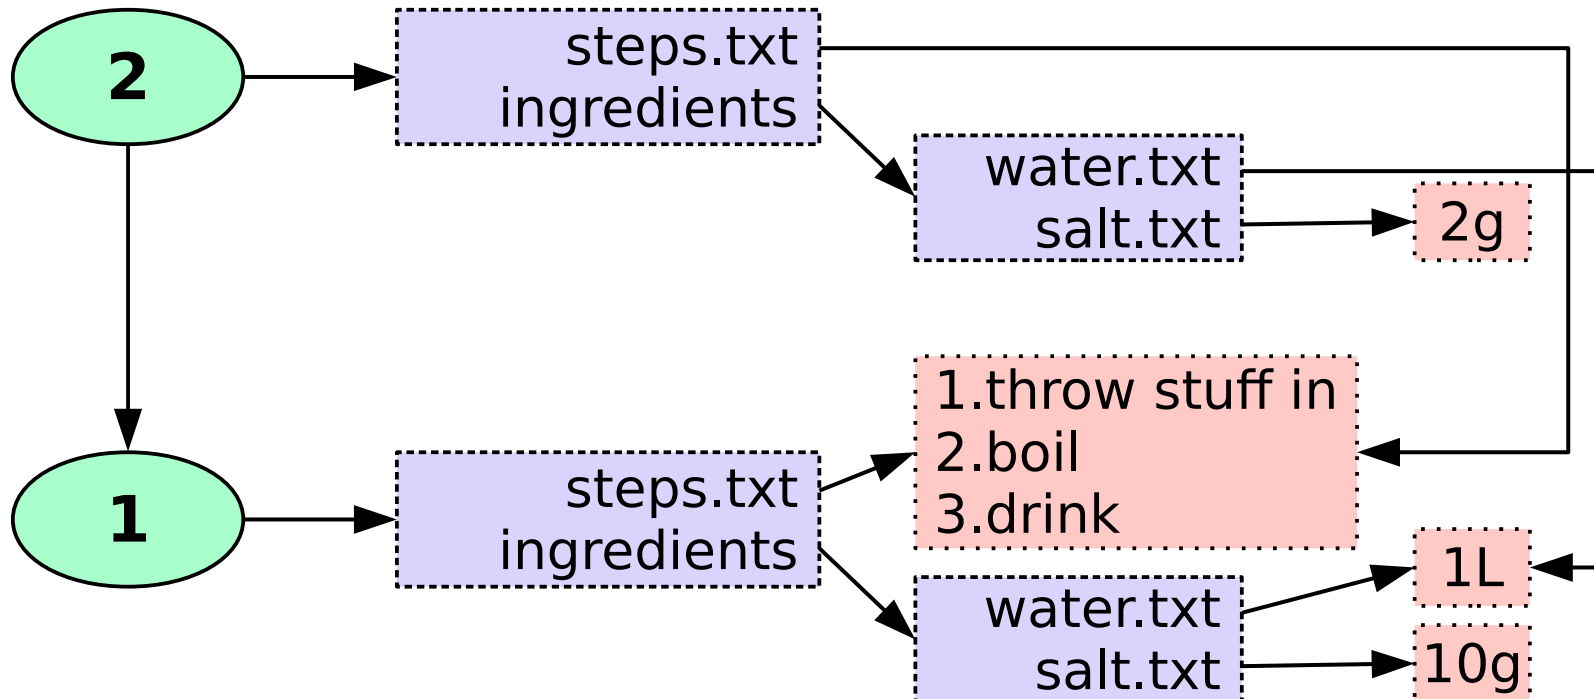 2
steps.txt
ingredients
water.txt
salt.txt
2g
1
steps.txt
ingredients
1.throw stuff in
2.boil
3.drink
water.txt
salt.txt
1L
10g